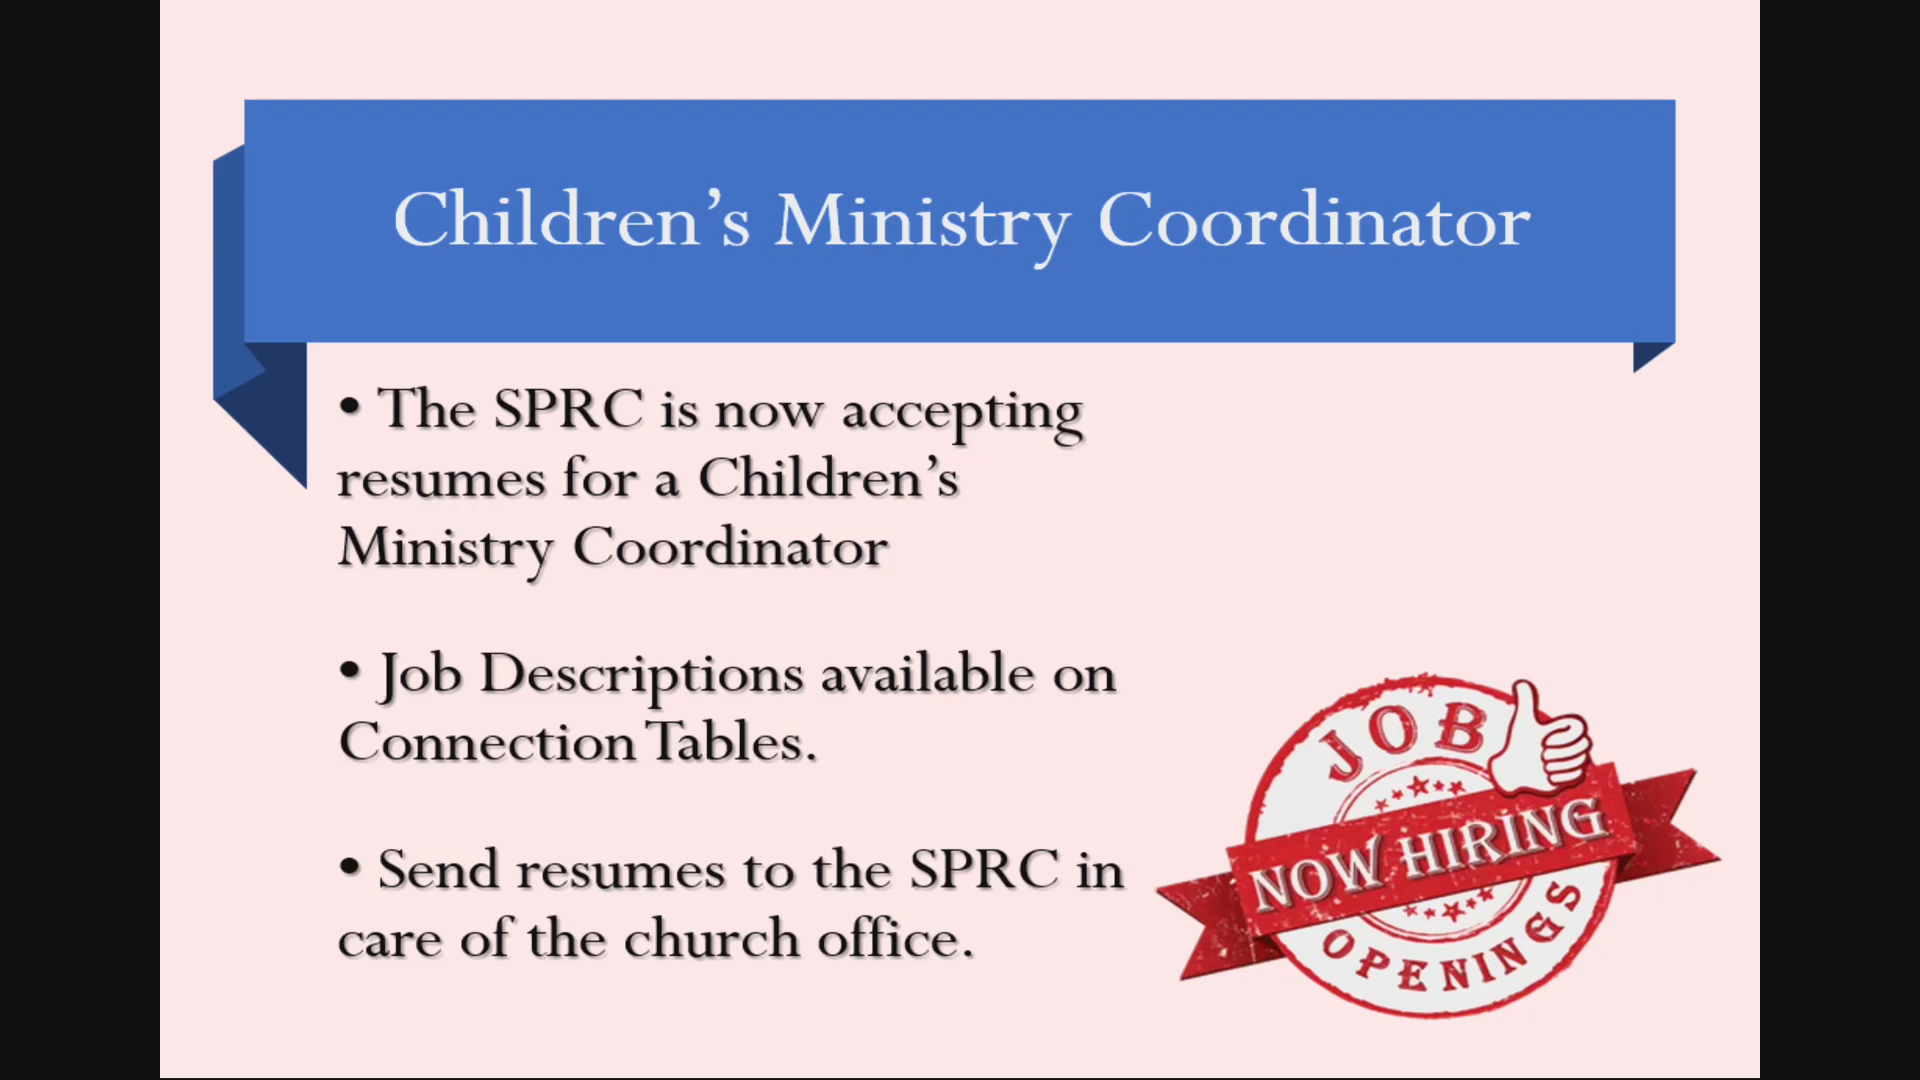 Children’s Ministry Coordinator
• The SPRC is now accepting
resumes for a Children’s
Ministry Coordinator
• Job Descriptions available on
Connection Tables.
• Send resumes to the SPRC in
care of the church office.
JOB
NOW HIRING
OPENINGS